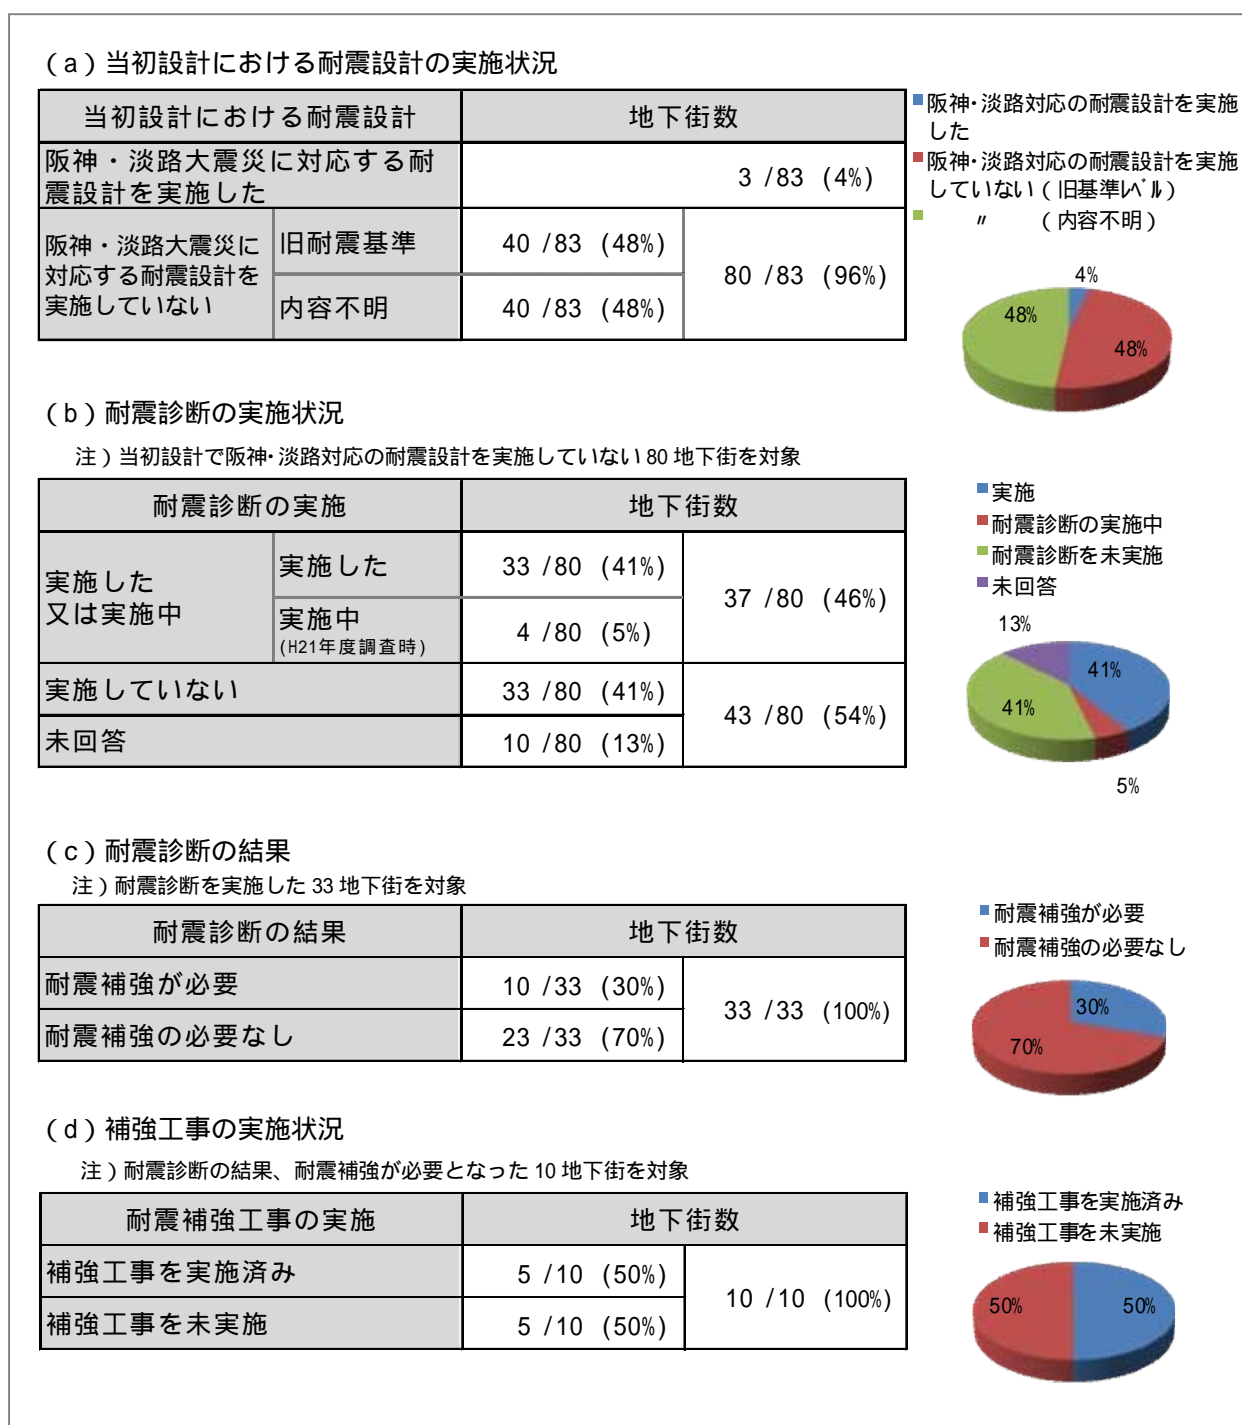 (a)当初設計における耐震設計の実施状況
当初設計における耐震設計
地下街数
阪神・淡路大震災に対応する耐
震設計を実施した
3 /83 (4%)
阪神・淡路大震災に
対応する耐震設計を
実施していない
旧耐震基準
40 /83 (48%)
内容不明
40 /83 (48%)
80 /83 (96%)
阪神・淡路対応の耐震設計を実施
した
阪神・淡路対応の耐震設計を実施
していない(旧基準ﾚﾍﾞﾙ)
〃 (内容不明)
4%
48%
48%
(b)耐震診断の実施状況
注)当初設計で阪神・淡路対応の耐震設計を実施していない80地下街を対象
耐震診断の実施
地下街数
実施した
又は実施中
実施した
33 /80 (41%)
実施中
(H21年度調査時)
4 /80 (5%)
37 /80 (46%)
実施していない
33 /80 (41%)
未回答
10 /80 (13%)
43 /80 (54%)
実施
耐震診断の実施中
耐震診断を未実施
未回答
13%
41%
41%
5%
(c)耐震診断の結果
注)耐震診断を実施した33地下街を対象
耐震診断の結果
地下街数
耐震補強が必要
10 /33 (30%)
耐震補強の必要なし
23 /33 (70%)
33 /33 (100%)
耐震補強が必要
耐震補強の必要なし
30%
70%
(d)補強工事の実施状況
注)耐震診断の結果、耐震補強が必要となった10地下街を対象
耐震補強工事の実施
地下街数
補強工事を実施済み
5 /10 (50%)
補強工事を未実施
5 /10 (50%)
10 /10 (100%)
補強工事を実施済み
補強工事を未実施
50%
50%